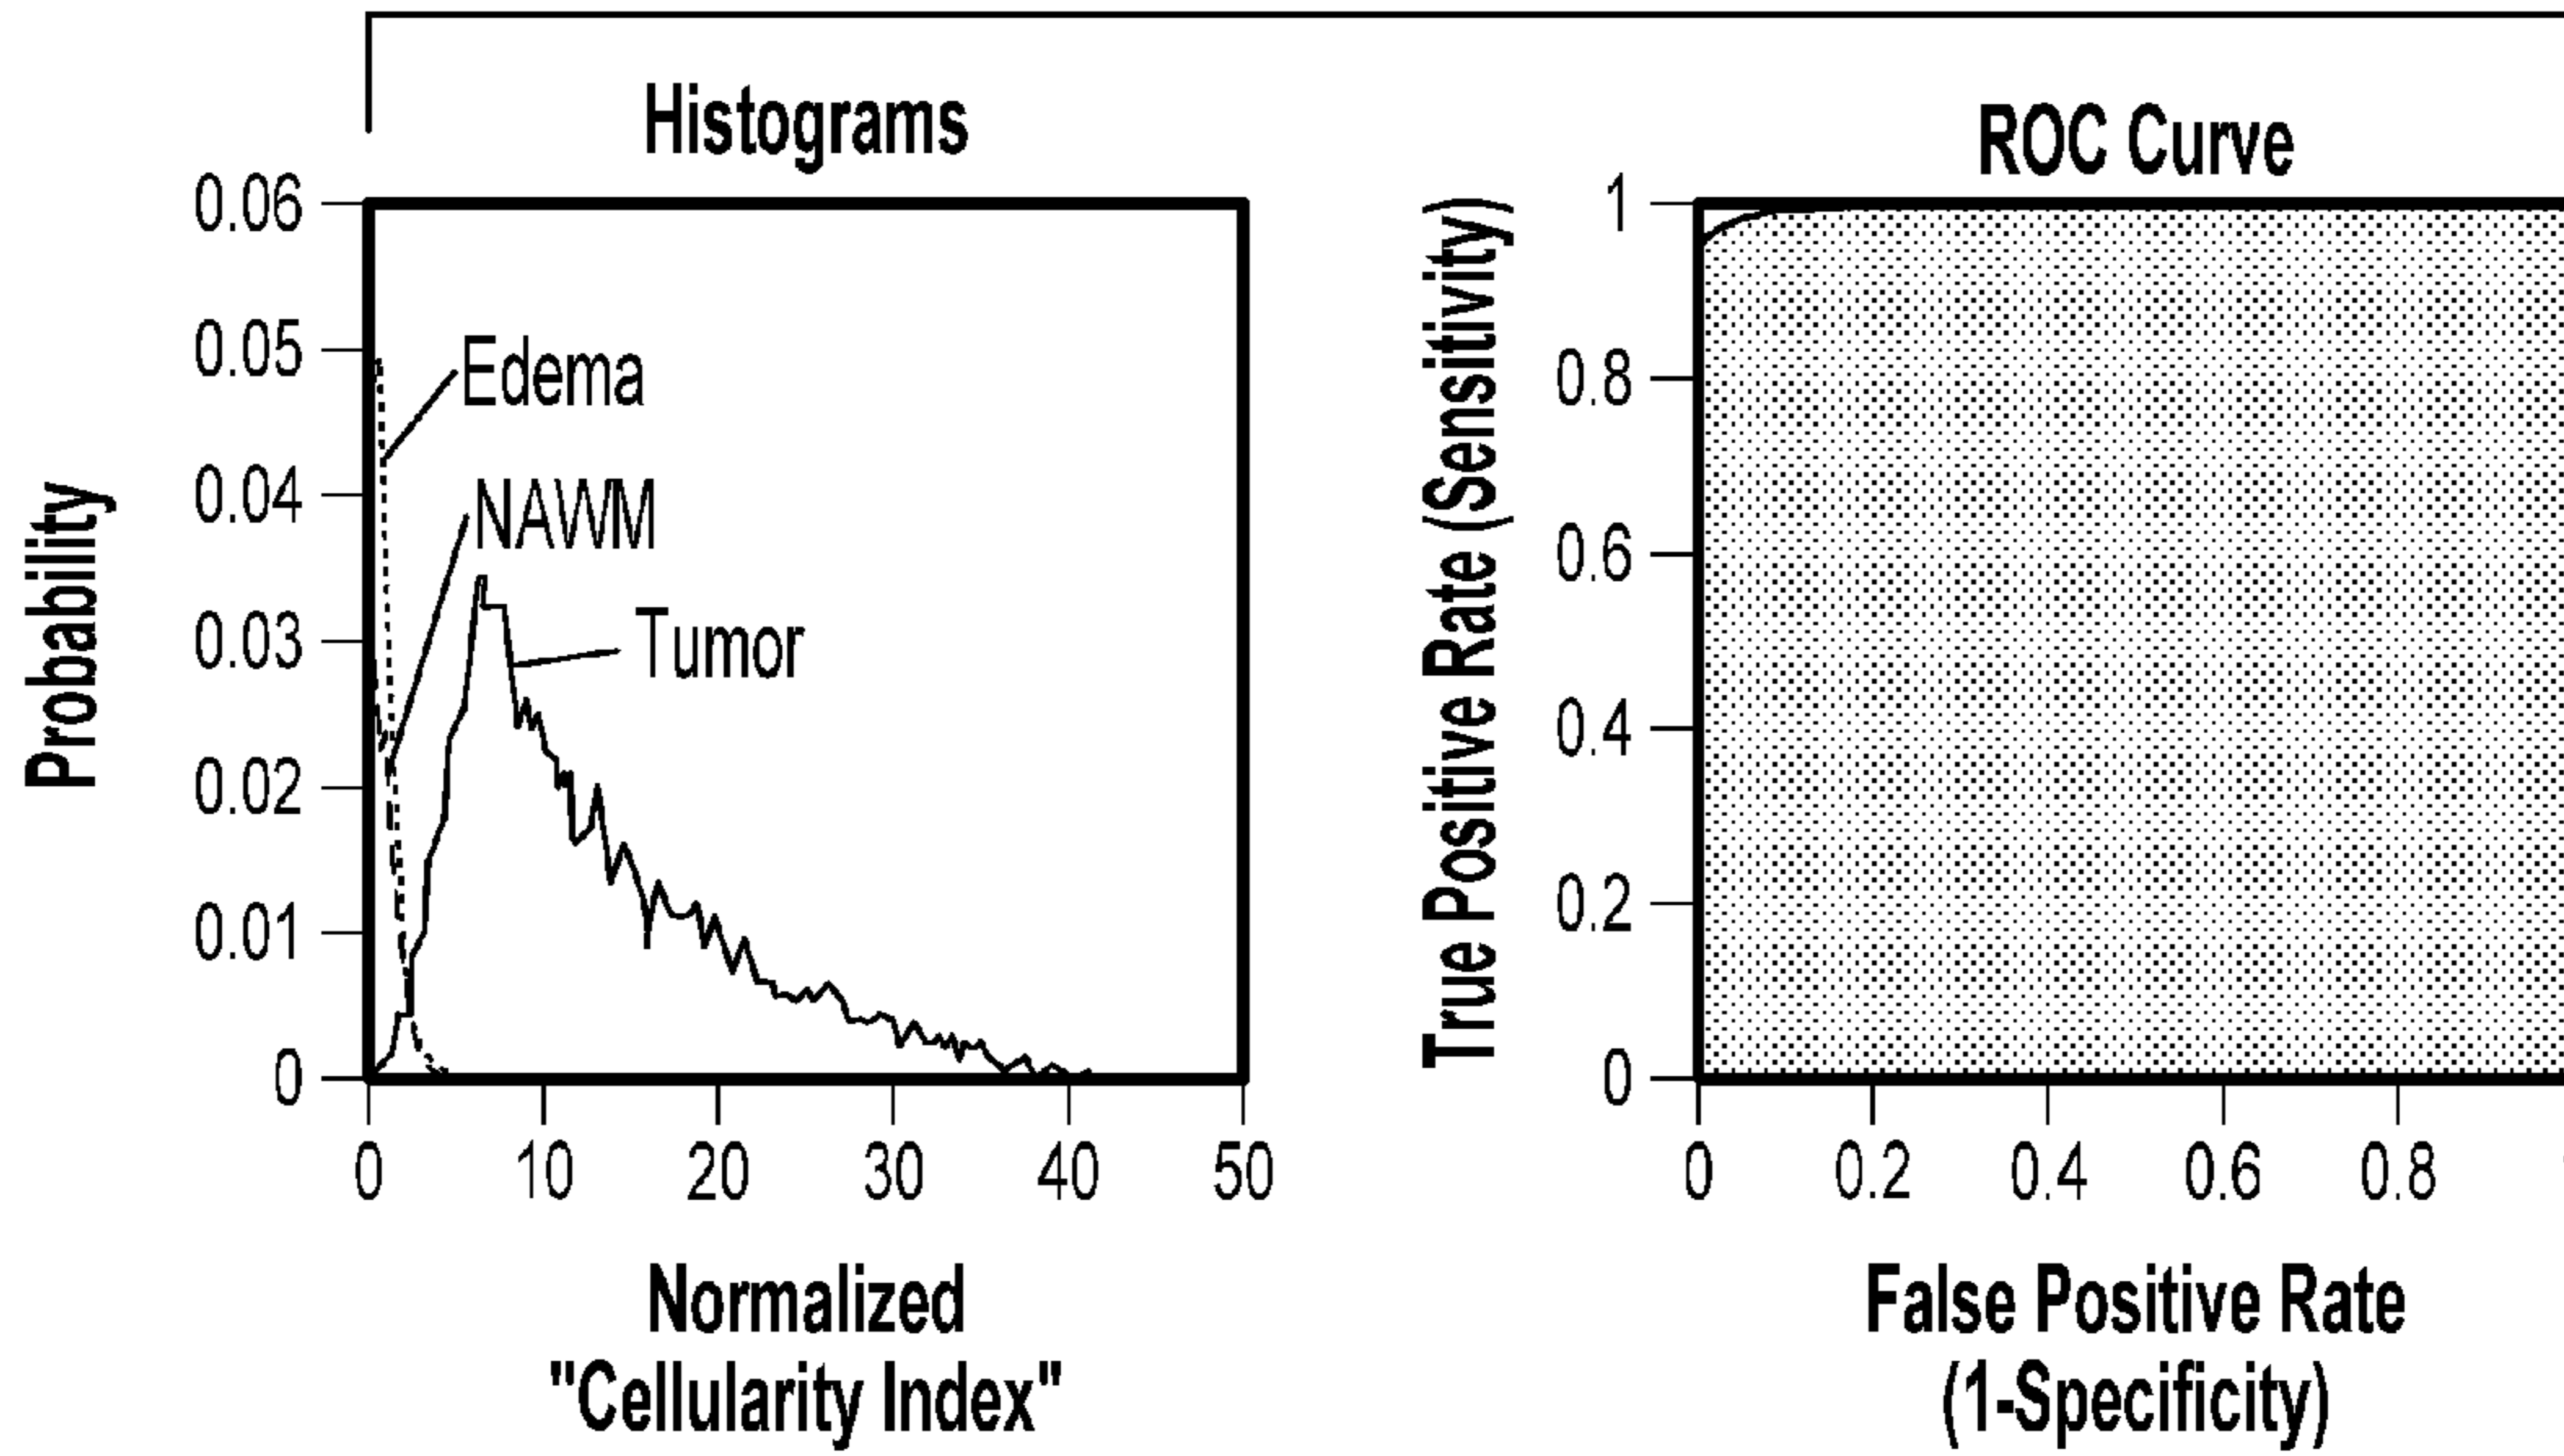 Histograms
0.06
0.05
0.04
0.03
0.02
0.01
0
Probability
Edema
NAWM
Tumor
0 10 20 30 40 50
Normalized
"Cellularity Index"
ROC Curve
1
0.8
0.6
0.4
0.2
0
True Positive Rate (Sensitivity)
0 0.2 0.4 0.6 0.8
False Positive Rate
(1-Specificity)